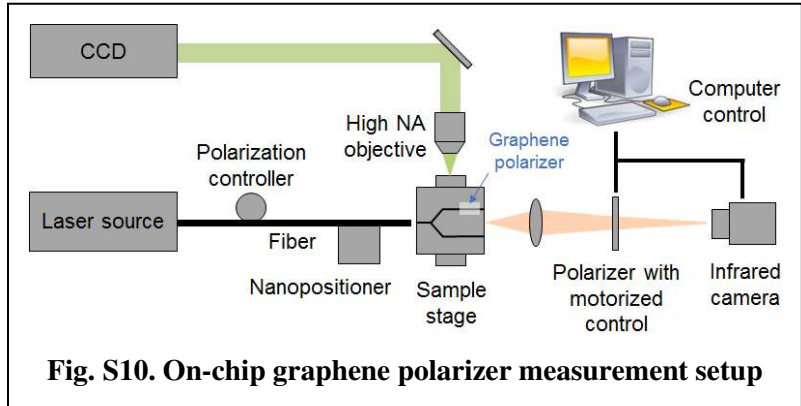 CCD
High NA
objective
Graphene
polarizer
Computer
control
Polarization
controller
Laser source
Fiber
Nanopositioner
Sample
stage
Polarizer with
motorized
control
Infrared
camera
Fig. S10. On-chip graphene polarizer measurement setup